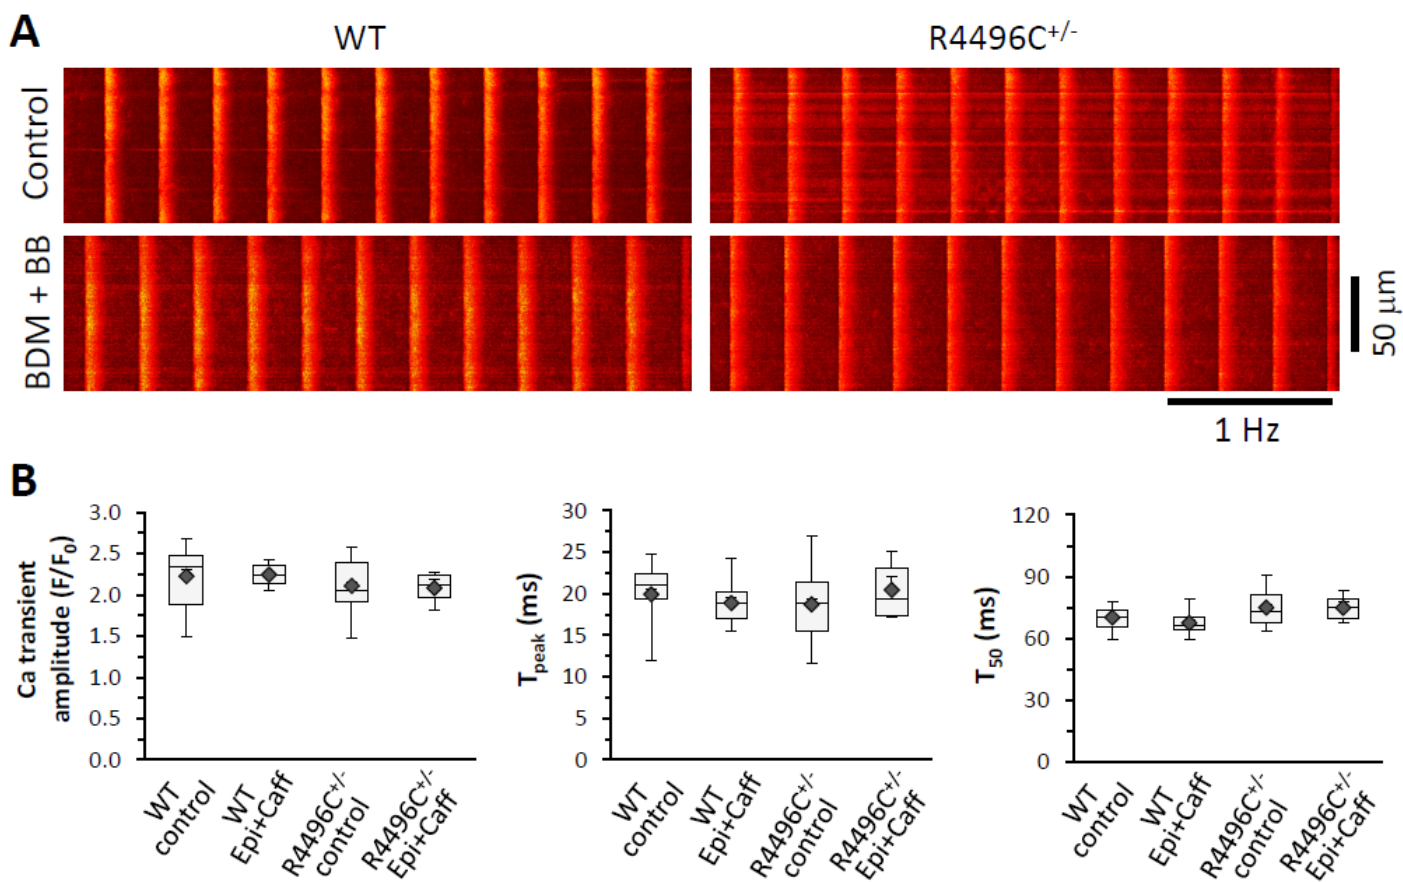 A
WT
R4496C+/-
Control
BDM + BB
50 µm
1 Hz
B
Ca transient
amplitude (F/F0)
3.0
2.5
2.0
1.5
1.0
0.5
0.0
WT
control
WT
Epi+Caff
R4496C+/-
control
R4496C+/-
Epi+Caff
Tpeak (ms)
30
25
20
15
10
5
0
WT
control
WT
Epi+Caff
R4496C+/-
control
R4496C+/-
Epi+Caff
T50 (ms)
120
90
60
30
0
WT
control
WT
Epi+Caff
R4496C+/-
control
R4496C+/-
Epi+Caff